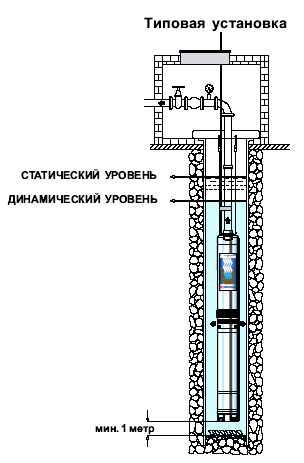 Типовая установка
СТАТИЧЕСКИЙ УРОВЕНЬ
ДИНАМИЧЕСКИЙ УРОВЕНЬ
мин. 1 метр